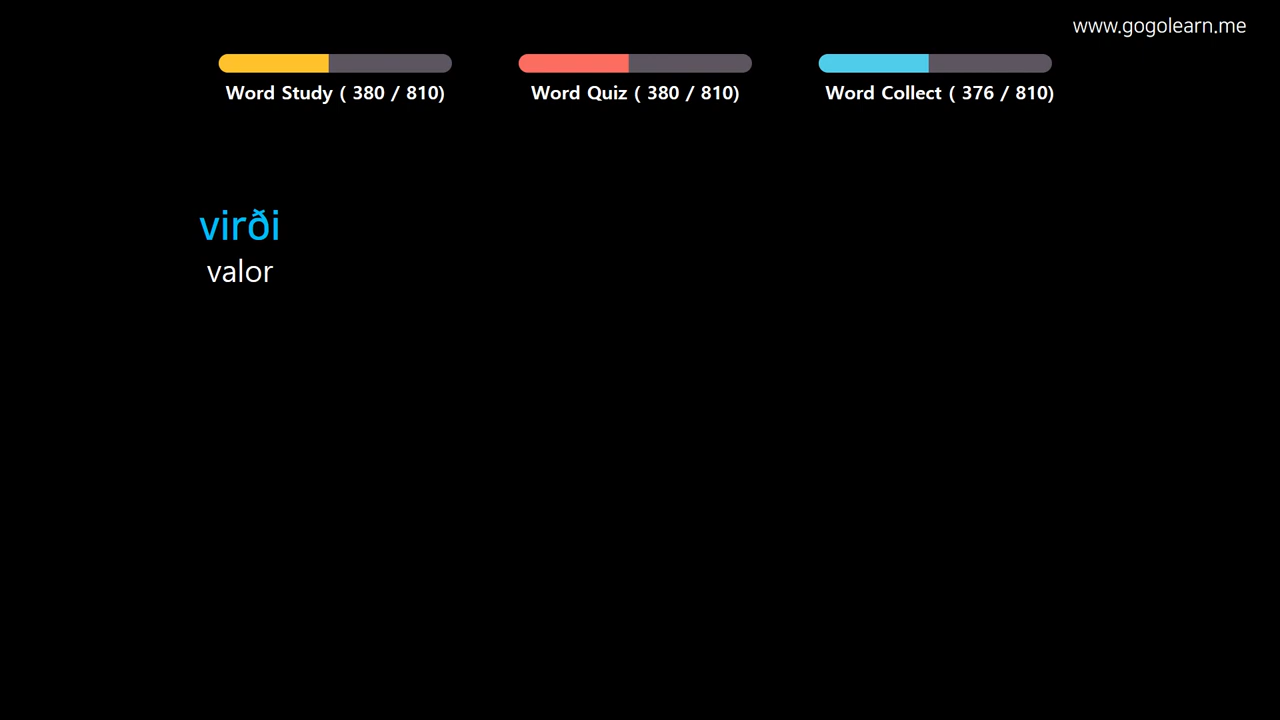 www.gogolearn.me
Word Study ( 380 / 810)
Word Quiz ( 380 / 810)
Word Collect ( 376 / 810)
virði
valor